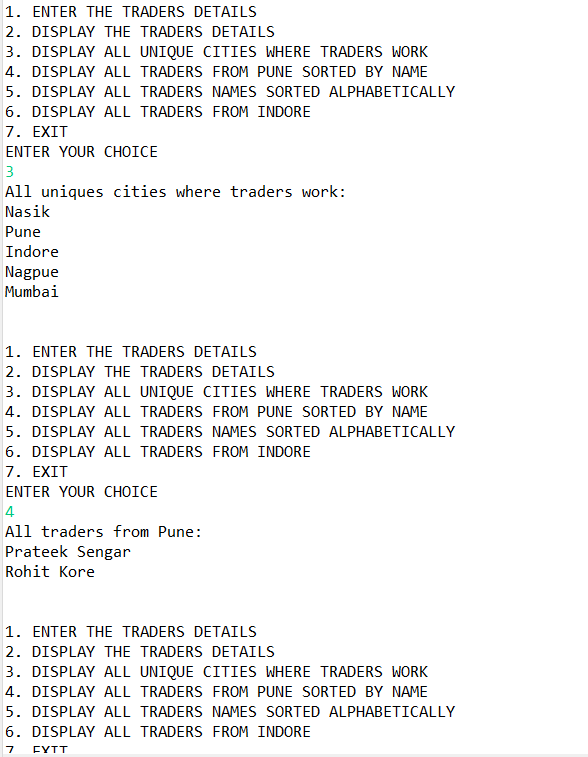 1. ENTER THE TRADERS DETAILS
2. DISPLAY THE TRADERS DETAILS
3. DISPLAY ALL UNIQUE CITIES WHERE TRADERS WORK
4. DISPLAY ALL TRADERS FROM PUNE SORTED BY NAME
5. DISPLAY ALL TRADERS NAMES SORTED ALPHABETICALLY
6. DISPLAY ALL TRADERS FROM INDORE
7. EXIT
ENTER YOUR CHOICE
3
All uniques cities where traders work:
Nasik
Pune
Indore
Nagpue
Mumbai
1. ENTER THE TRADERS DETAILS
2. DISPLAY THE TRADERS DETAILS
3. DISPLAY ALL UNIQUE CITIES WHERE TRADERS WORK
4. DISPLAY ALL TRADERS FROM PUNE SORTED BY NAME
5. DISPLAY ALL TRADERS NAMES SORTED ALPHABETICALLY
6. DISPLAY ALL TRADERS FROM INDORE
7. EXIT
ENTER YOUR CHOICE
4
All traders from Pune:
Prateek Sengar
Rohit Kore
1. ENTER THE TRADERS DETAILS
2. DISPLAY THE TRADERS DETAILS
3. DISPLAY ALL UNIQUE CITIES WHERE TRADERS WORK
4. DISPLAY ALL TRADERS FROM PUNE SORTED BY NAME
5. DISPLAY ALL TRADERS NAMES SORTED ALPHABETICALLY
6. DISPLAY ALL TRADERS FROM INDORE
7. EXIT